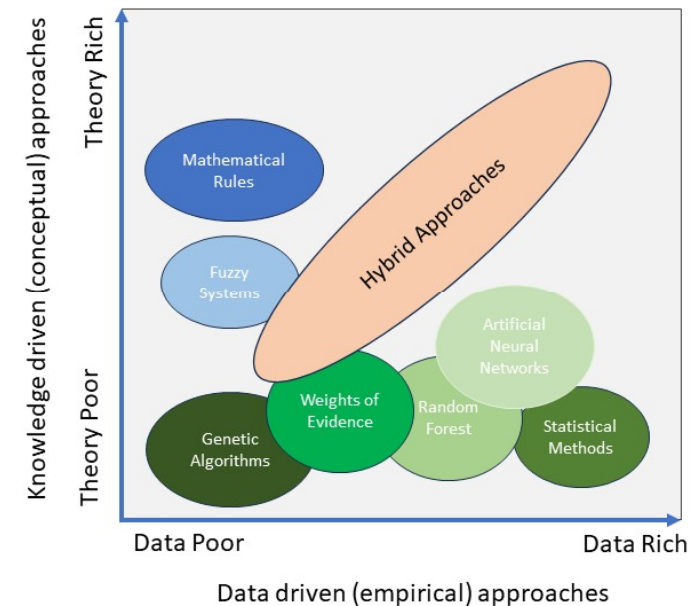 Knowledge driven (conceptual) approaches
Theory Rich
Theory Poor
Mathematical
Rules
Fuzzy
Systems
Hybrid Approaches
Artificial
Neural
Networks
Weights of
Evidence
Random
Forest
Genetic
Algorithms
Statistical
Methods
Data Poor
Data Rich
Data driven (empirical) approaches